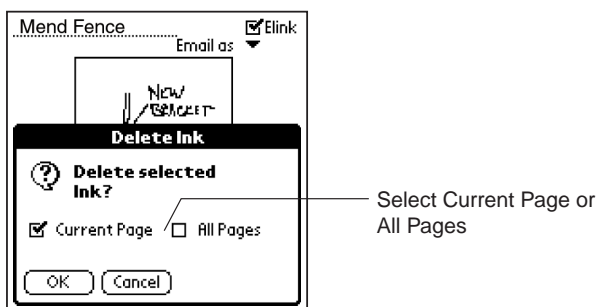 Mend Fence Elink
Email as
NEW
BRACKET
Delete Ink
Delete selected
Ink?
Current Page All Pages
OK Cancel
Select Current Page or
All Pages